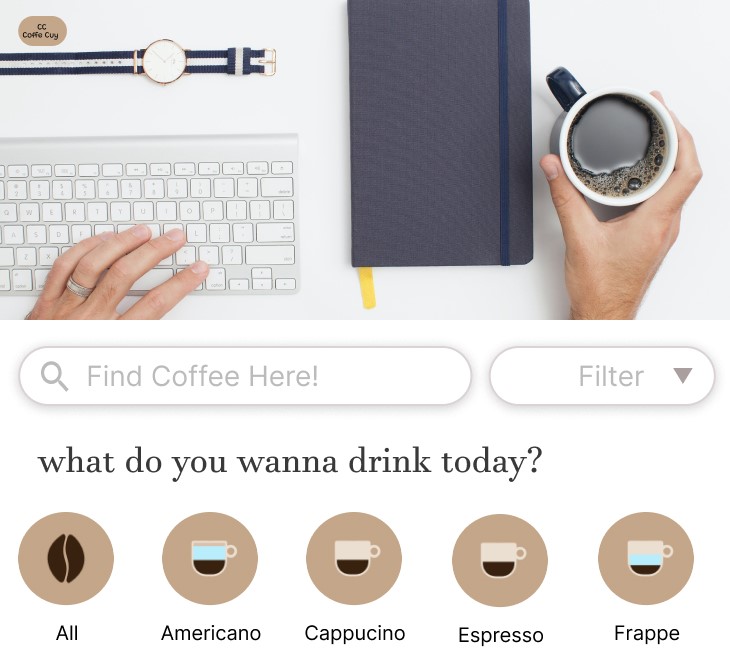 CC
Coffe Cuy
Find Coffee Here!
Filter
what do you wanna drink today?
All
Americano
Cappucino
Espresso
Frappe